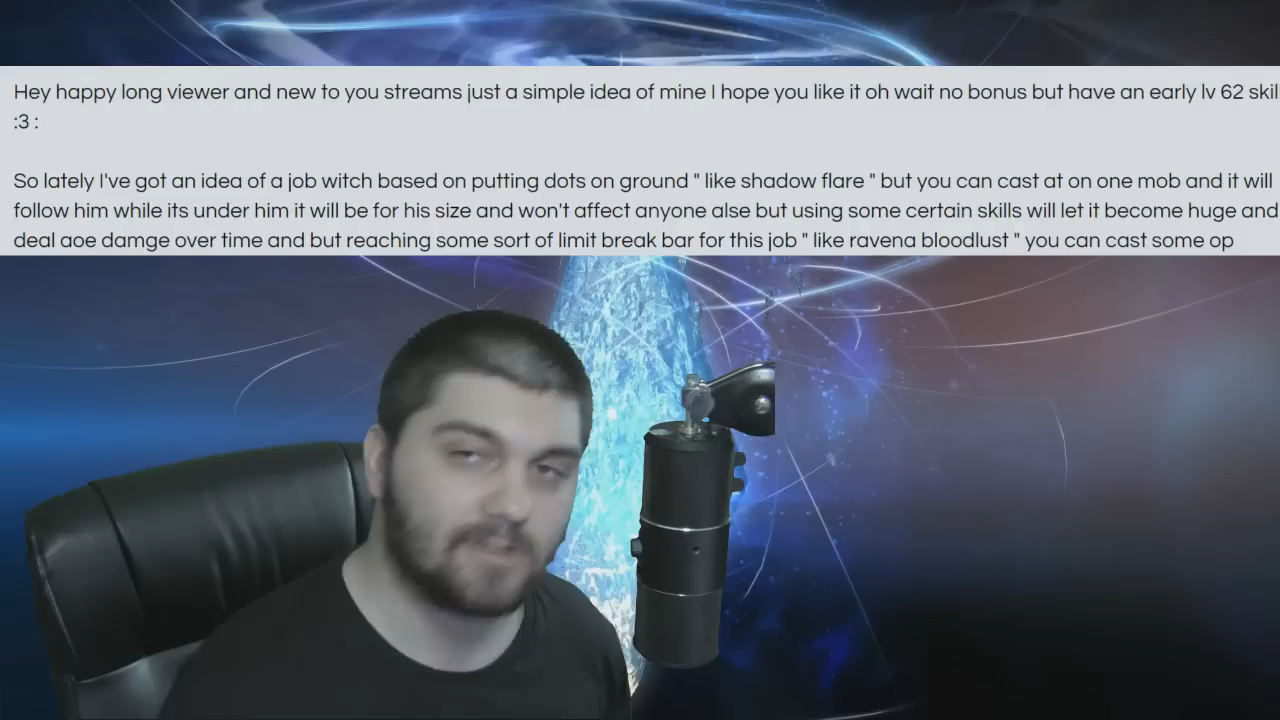 Hey happy long viewer and new to you streams just a simple idea of mine I hope you like it oh wait no bonus but have an early lv 62 skil
:3 :
So lately I've got an idea of a job witch based on putting dots on ground " like shadow flare " but you can cast at on one mob and it will
follow him while its under him it will be for his size and won't affect anyone alse but using some certain skills will let it become huge and
deal aoe damge over time and but reaching some sort of limit break bar for this job " like ravena bloodlust " you can cast some op